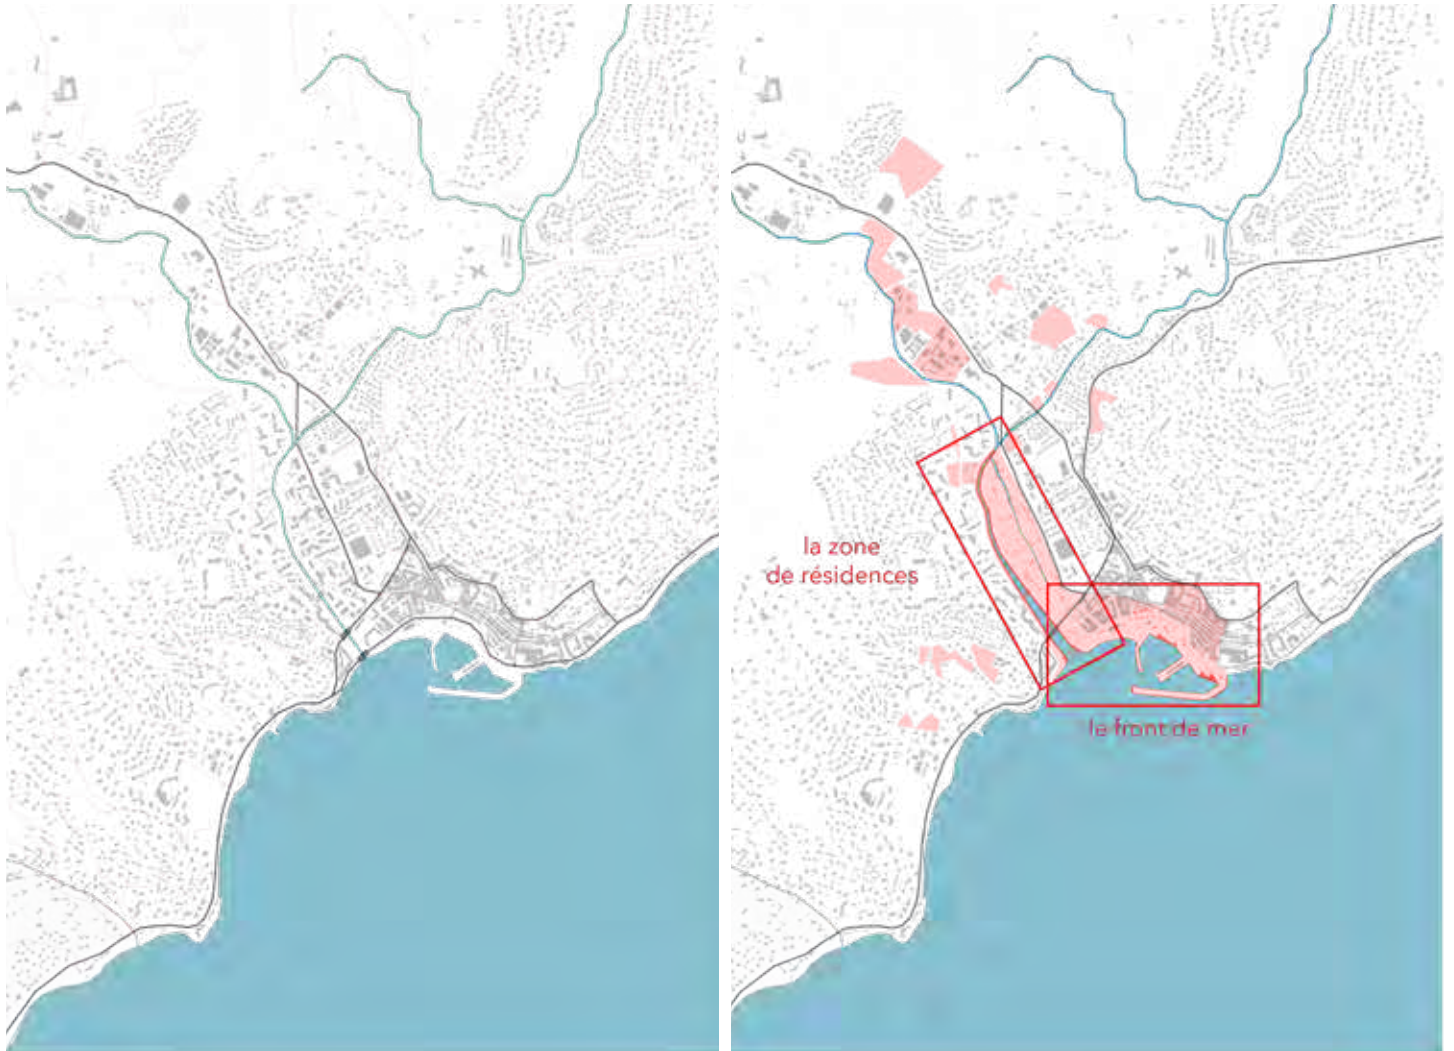 la zone
de résidences
le front de mer